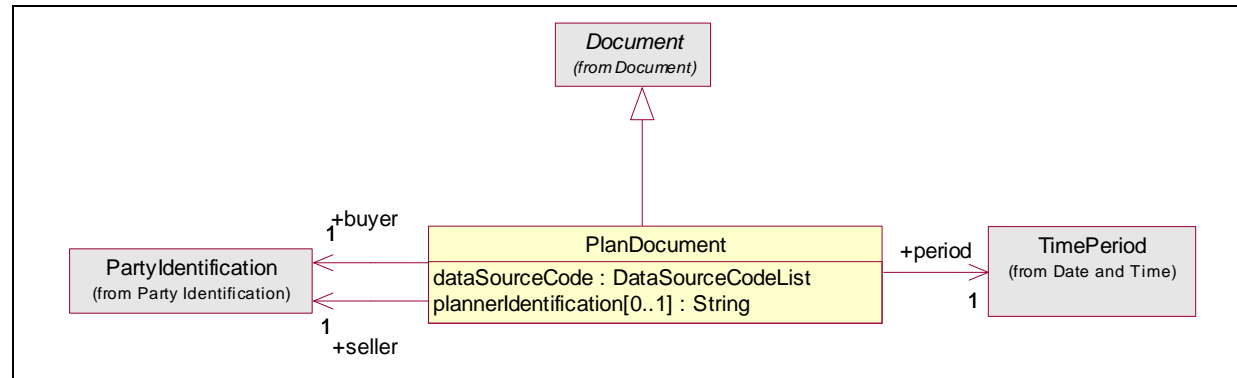 Document
(from Document)
+buyer
1
PartyIdentification
(from Party Identification)
1
+seller
PlanDocument
dataSourceCode : DataSourceCodeList
plannerIdentification[0..1] : String
+period
1
TimePeriod
(from Date and Time)